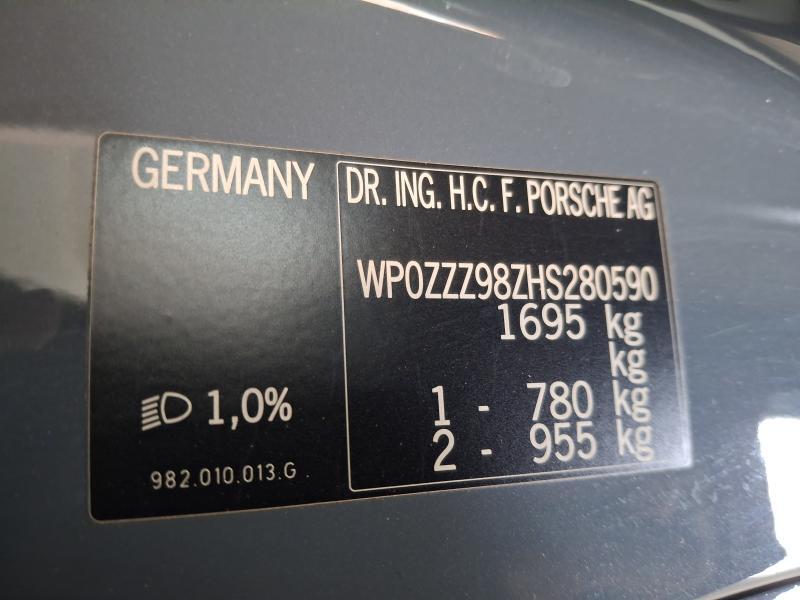 GERMANY
1,0%
982.010.013.G
DR. ING. H.C. F. PORSCHE AG
WP0ZZZ98ZHS280590
1695 kg
kg
1 - 780 kg
2 - 955 kg